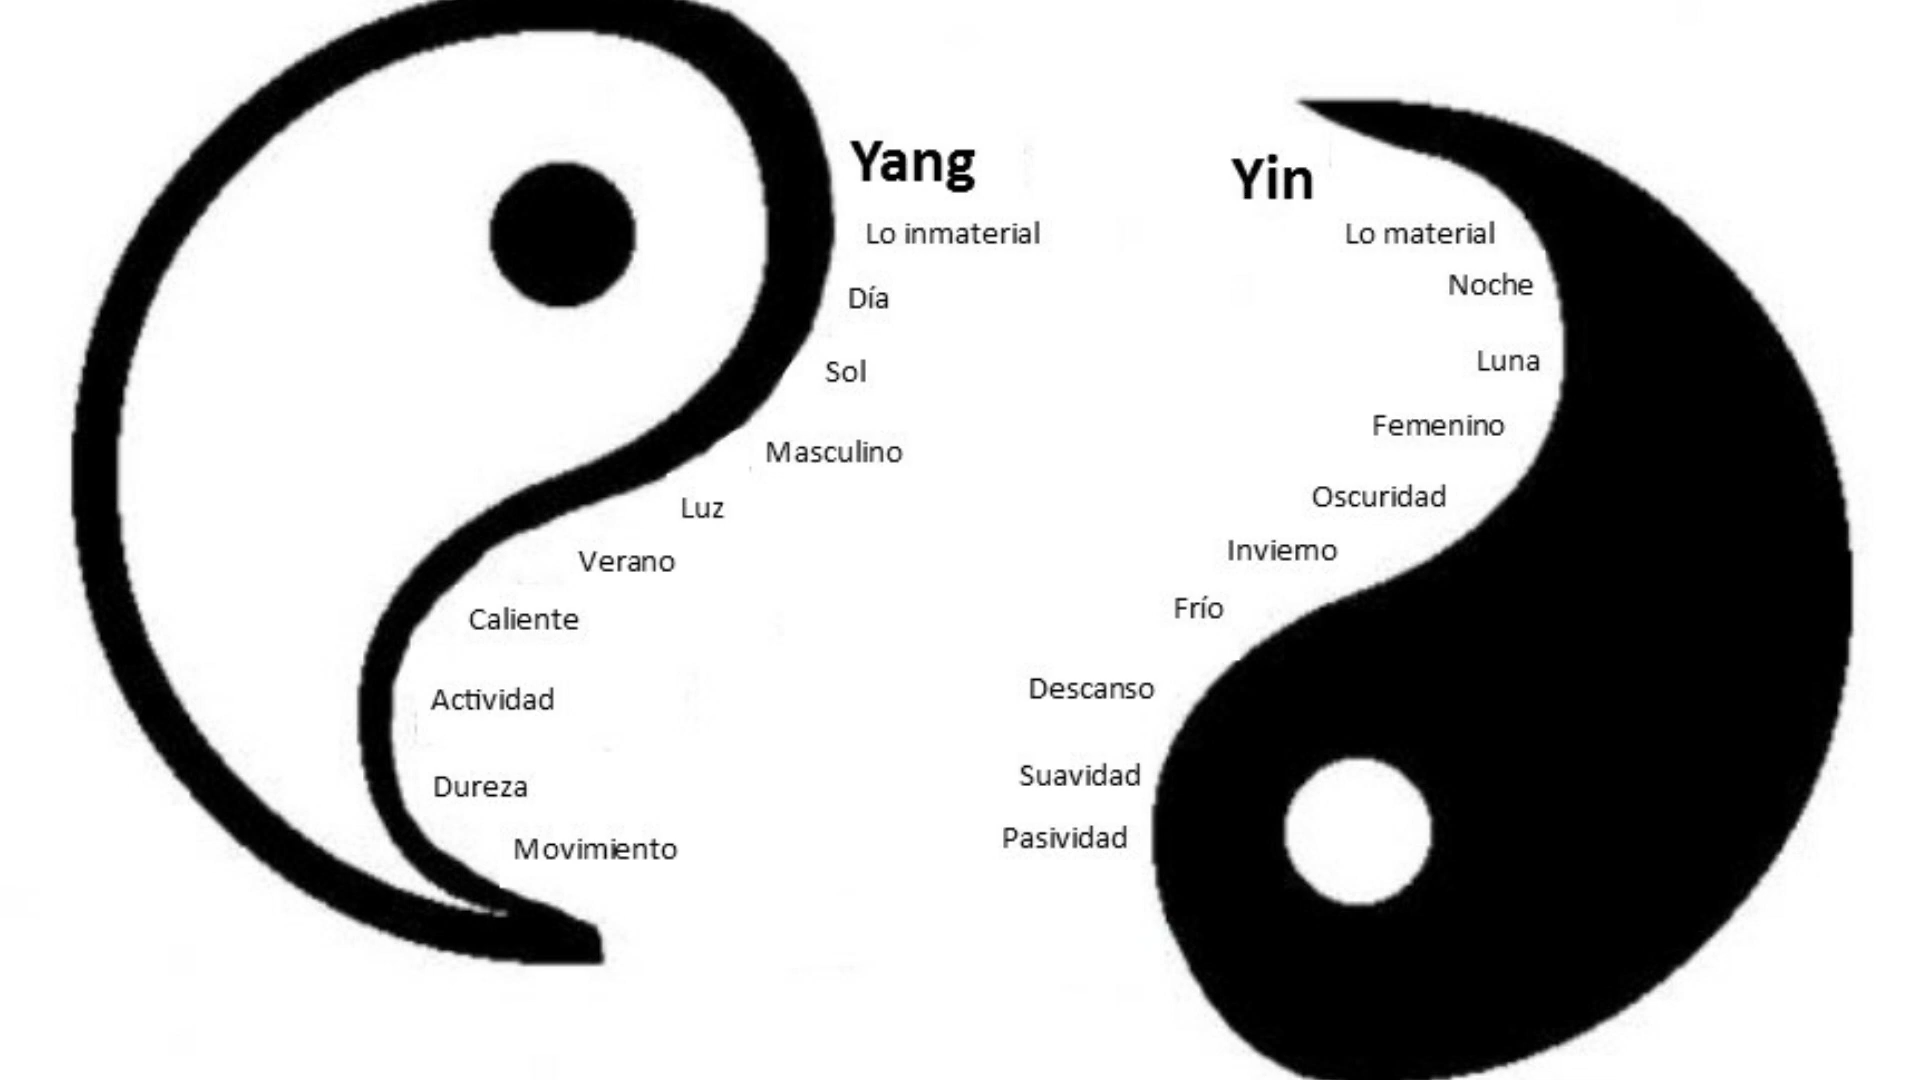 Yang
Lo inmaterial
Día
Sol
Masculino
Luz
Verano
Caliente
Actividad
Dureza
Movimiento
Yin
Lo material
Noche
Luna
Femenino
Oscuridad
Invierno
Frío
Descanso
Suavidad
Pasividad